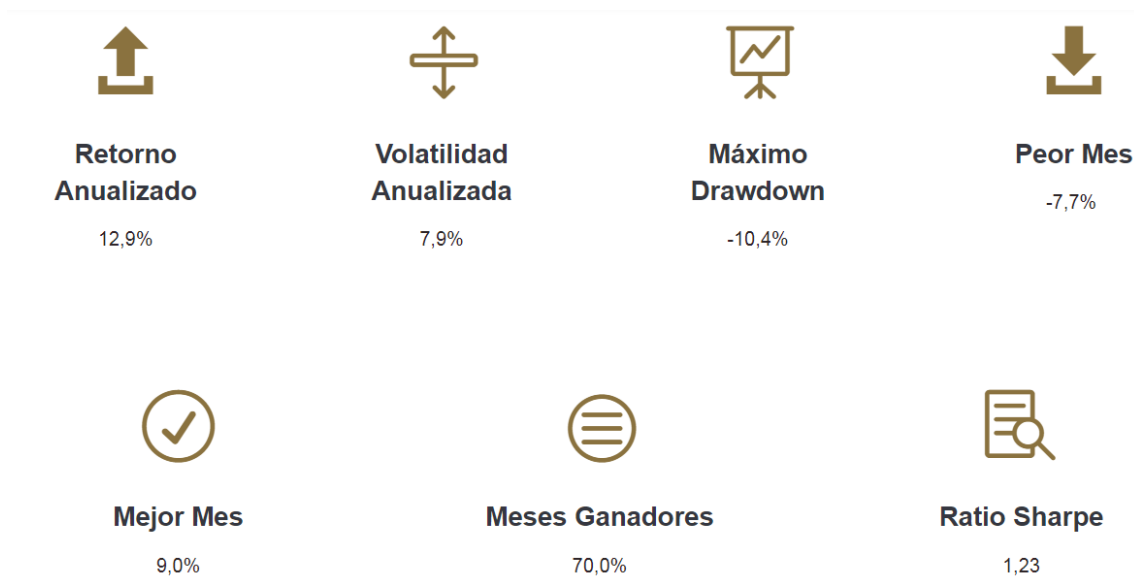 Retorno
Anualizado
12,9%
Volatilidad
Anualizada
7,9%
Máximo
Drawdown
-10,4%
Peor Mes
-7,7%
Mejor Mes
9,0%
Meses Ganadores
70,0%
Ratio Sharpe
1,23